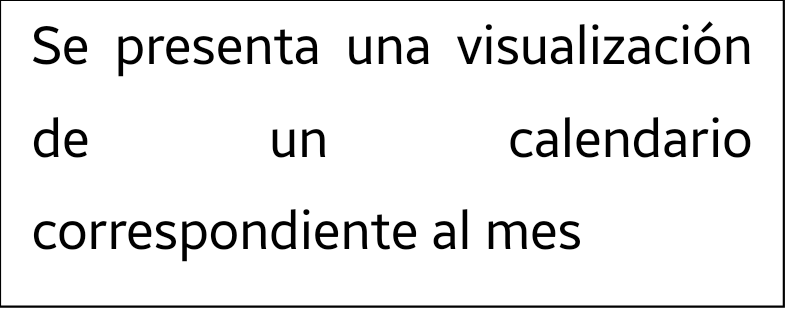 Se presenta una visualización
de un calendario
correspondiente al mes